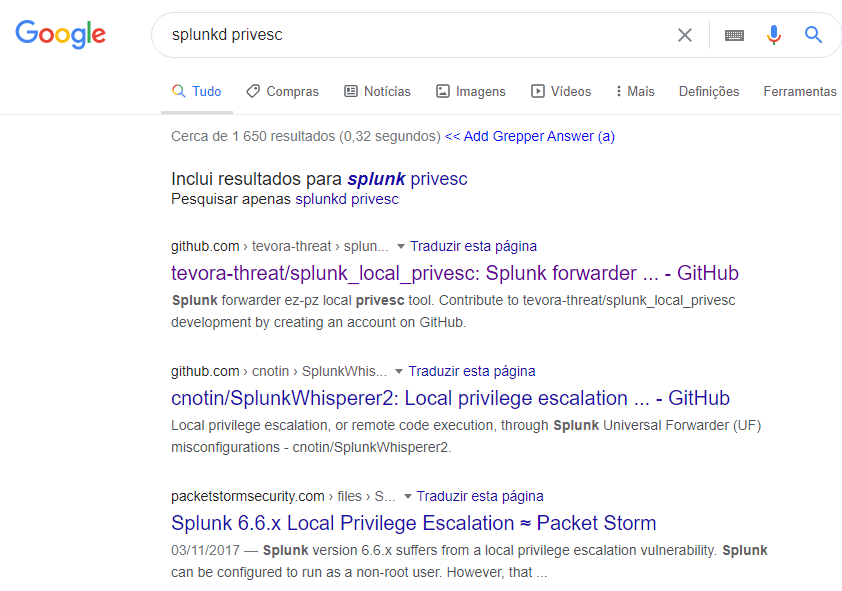 Google
splunkd privesc
Tudo Compras Notícias Imagens Vídeos Mais Definições Ferramentas
Cerca de 1 650 resultados (0,32 segundos) << Add Grepper Answer (a)
Inclui resultados para splunk privesc
Pesquisar apenas splunkd privesc
github.com › tevora-threat › splun... Traduzir esta página
tevora-threat/splunk_local_privesc: Splunk forwarder ... - GitHub
Splunk forwarder ez-pz local privesc tool. Contribute to tevora-threat/splunk_local_privesc
development by creating an account on GitHub.
github.com › cnotin › SplunkWhis... Traduzir esta página
cnotin/SplunkWhisperer2: Local privilege escalation ... - GitHub
Local privilege escalation, or remote code execution, through Splunk Universal Forwarder (UF)
misconfigurations - cnotin/SplunkWhisperer2.
packetstormsecurity.com › files › S... Traduzir esta página
Splunk 6.6.x Local Privilege Escalation ≈ Packet Storm
03/11/2017 — Splunk version 6.6.x suffers from a local privilege escalation vulnerability. Splunk
can be configured to run as a non-root user. However, that ...